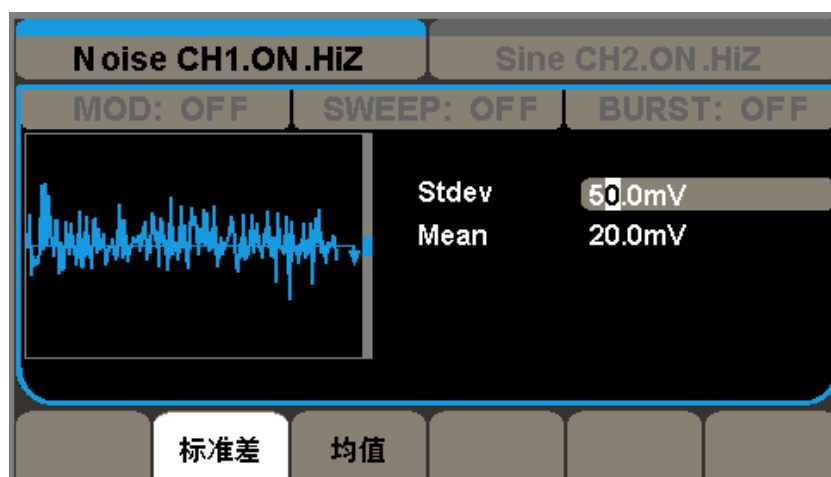 Noise CH1.ON.HiZ Sine CH2.ON.HiZ
MOD: OFF SWEEP: OFF BURST: OFF
Stdev 50.0mV
Mean 20.0mV
标准差 均值